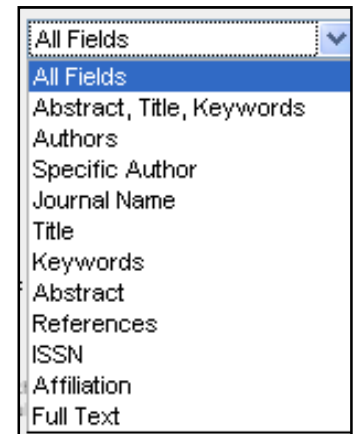 All Fields
All Fields
Abstract, Title, Keywords
Authors
Specific Author
Journal Name
Title
Keywords
Abstract
References
ISSN
Affiliation
Full Text